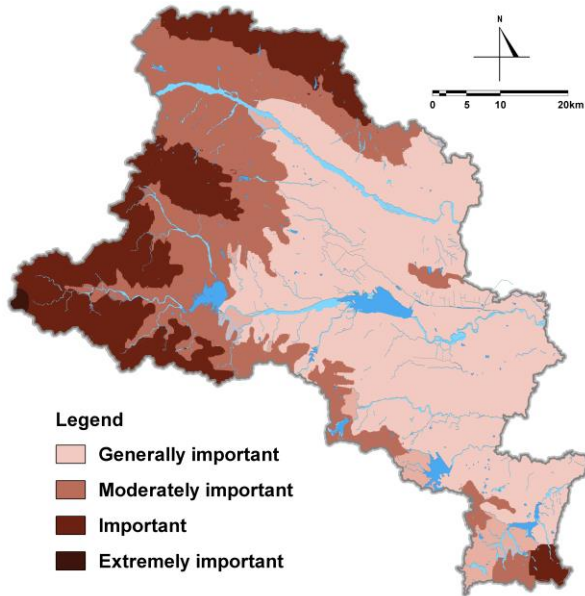 N
0 5 10 20km
Legend
Generally important
Moderately important
Important
Extremely important